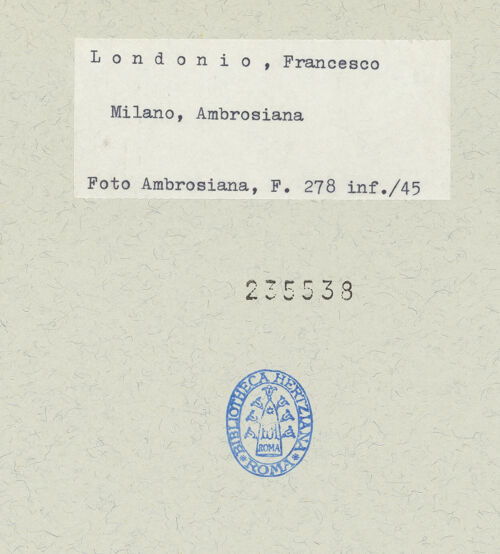 L o n d o n i o , Francesco
Milano, Ambrosiana
Foto Ambrosiana, F. 278 inf./45
235538
BIBLIOTHECA HERTZIANA
ROMA
*ROMA*